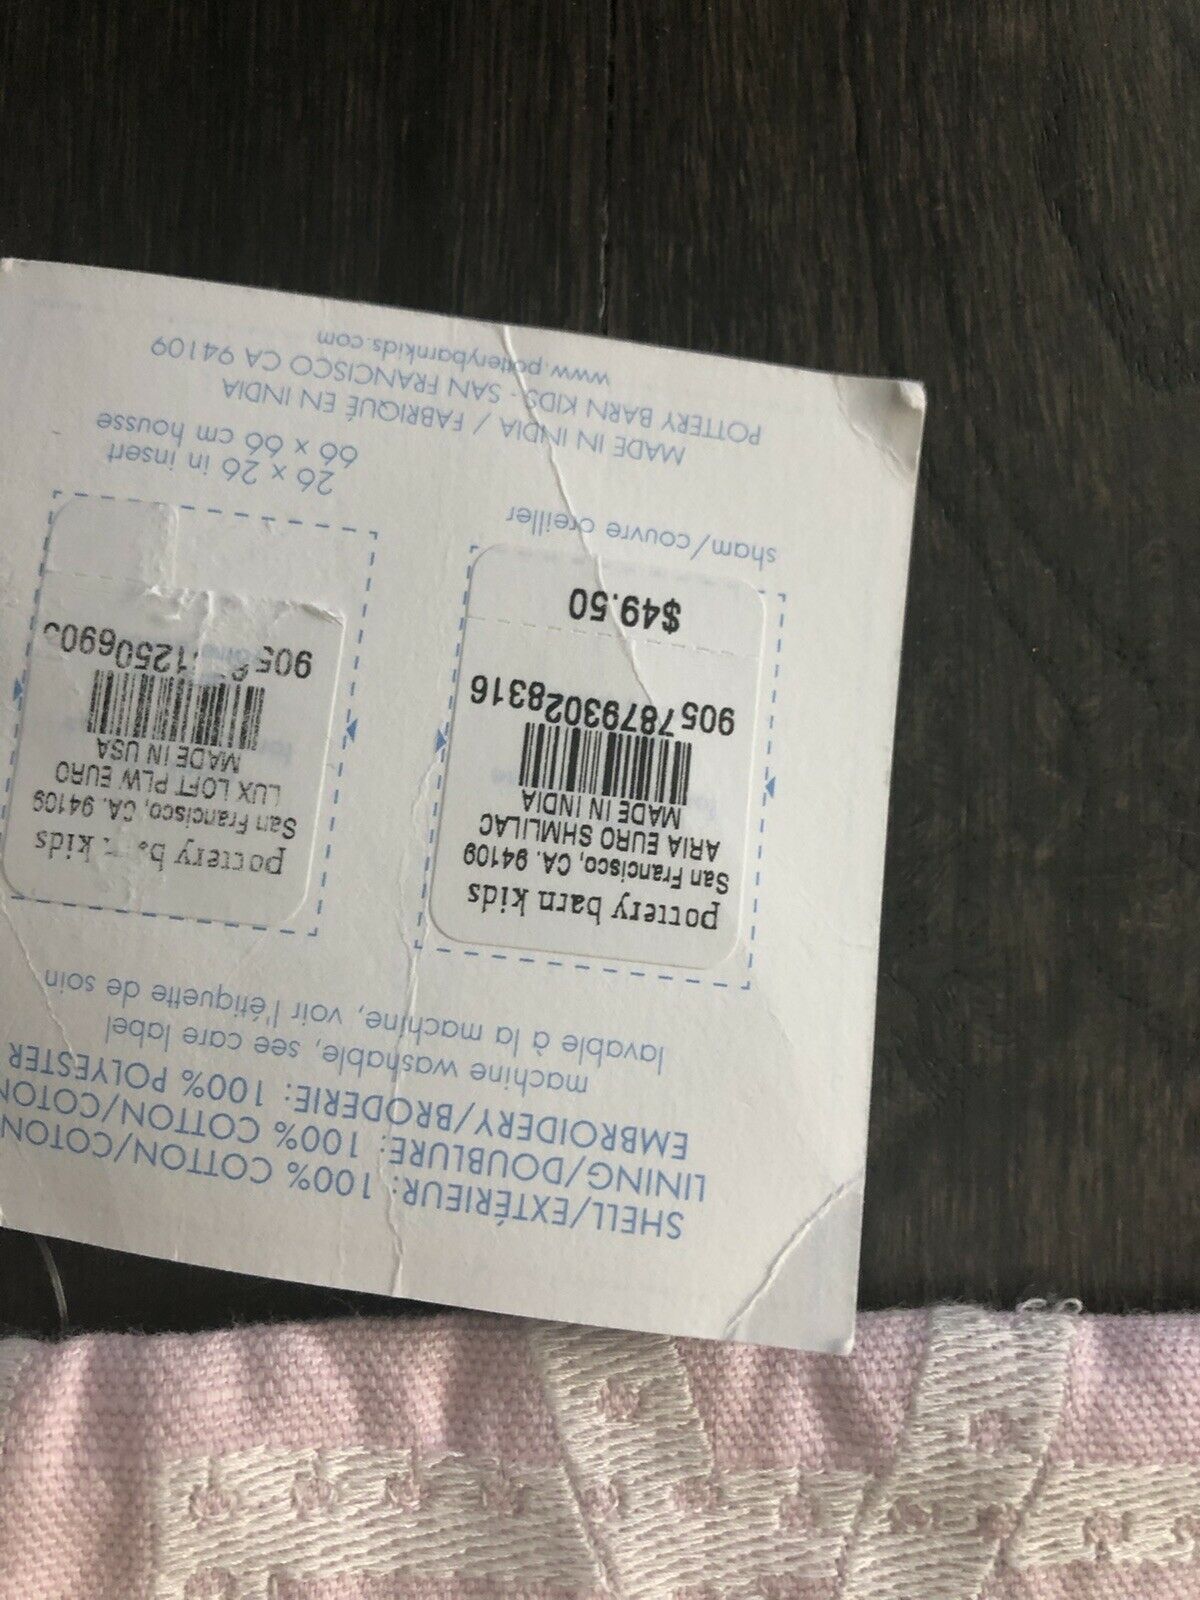 SHELL/EXTÉRIEUR: 100% COTTON/COTON
LINING/DOUBLURE: 100% COTTON/COTON
EMBROIDERY/BRODERIE: 100% POLYESTER
machine washable, see care label
lavable à la machine, voir l'étiquette de soin
pottery barn kids
San Francisco, CA. 94109
ARIA EURO SHMLILAC
MADE IN INDIA
90578793028316
$49.50
sham/couvre oreiller
pottery kids
San Francisco, CA. 94109
LUX LOFT PLW EURO
MADE IN USA
26 x 26 in insert
66 x 66 cm housse
MADE IN INDIA / FABRIQUÉ EN INDIA
POTTERY BARN KIDS - SAN FRANCISCO CA 94109
www.potterybarnkids.com